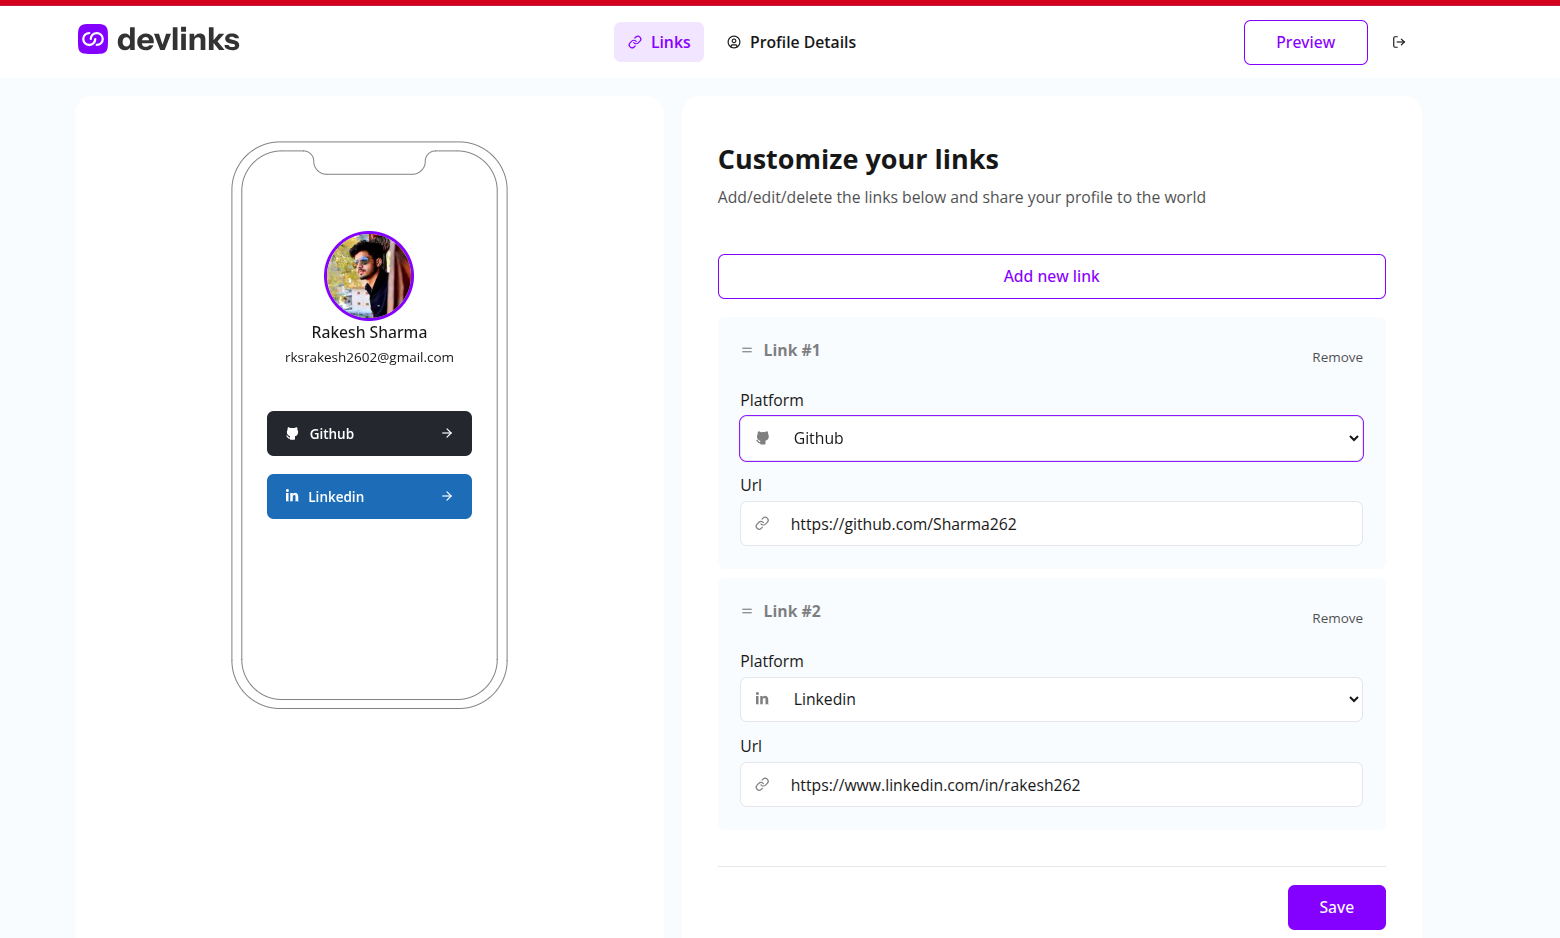 devlinks
Links
Profile Details
Preview
Rakesh Sharma
rksrakesh2602@gmail.com
Github
Linkedin
Customize your links
Add/edit/delete the links below and share your profile to the world
Add new link
Link #1
Remove
Platform
Github
Url
https://github.com/Sharma262
Link #2
Remove
Platform
Linkedin
Url
https://www.linkedin.com/in/rakesh262
Save